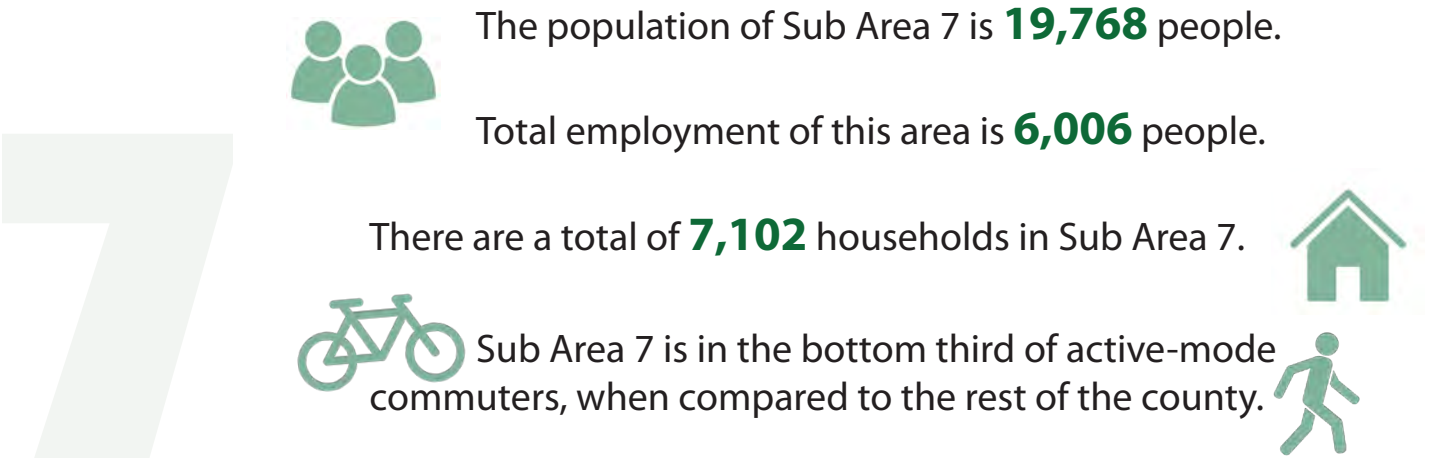 The population of Sub Area 7 is 19,768 people.
Total employment of this area is 6,006 people.
There are a total of 7,102 households in Sub Area 7.
Sub Area 7 is in the bottom third of active-mode
commuters, when compared to the rest of the county.
7